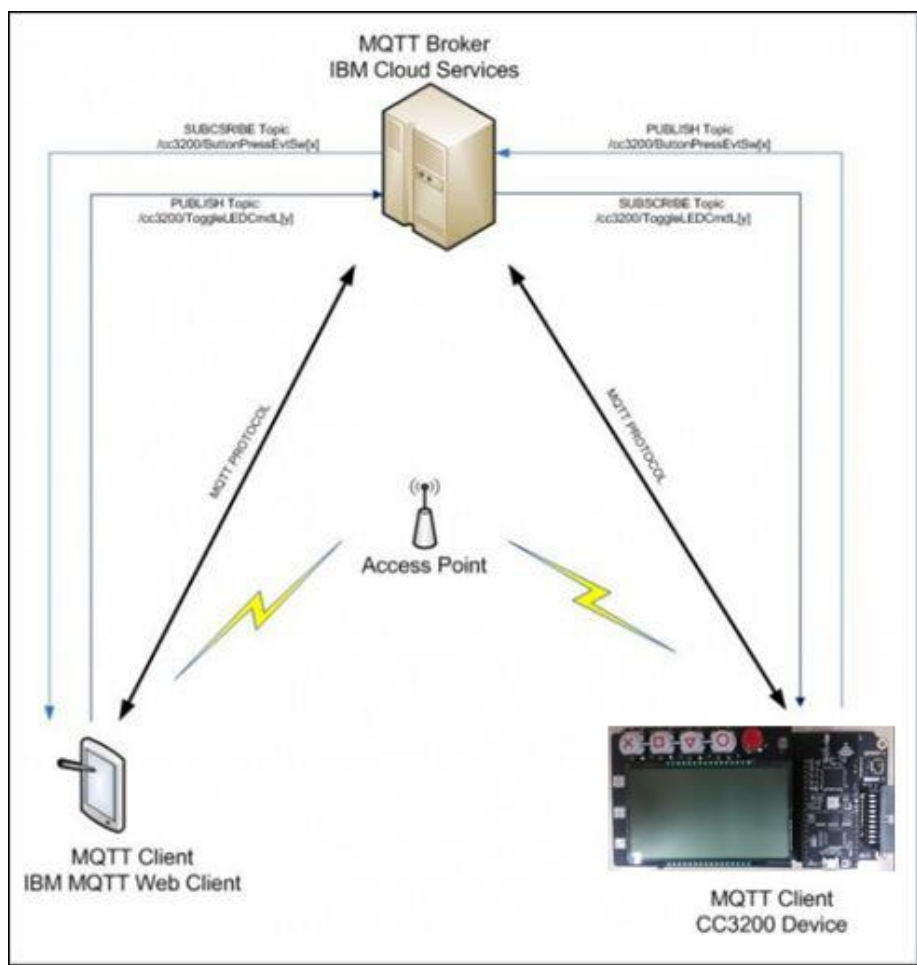 MQTT Broker
IBM Cloud Services
SUBCSRIBE Topic
/cc3200/ButtonPressEvtSw[x]
PUBLISH Topic
/cc3200/ButtonPressEvtSw[x]
PUBLISH Topic
/cc3200/ToggleLEDCmdL[y]
SUBSCRIBE Topic
/cc3200/ToggleLEDCmdL[y]
MQTT PROTOCOL
MQTT PROTOCOL
Access Point
MQTT Client
IBM MQTT Web Client
MQTT Client
CC3200 Device